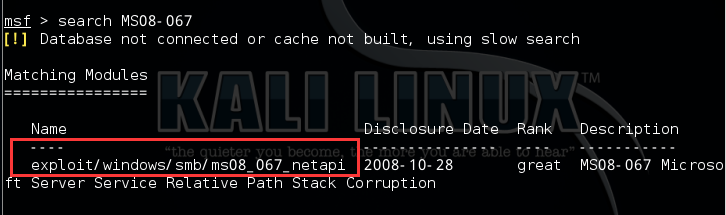 msf > search MS08-067
[!] Database not connected or cache not built, using slow search
Matching Modules
================
KALI LINUX™
Name Disclosure Date Rank Description
---- --------------- ---- -----------
"the quieter you become, the more you are able to hear"
exploit/windows/smb/ms08_067_netapi 2008-10-28 great MS08-067 Microso
ft Server Service Relative Path Stack Corruption